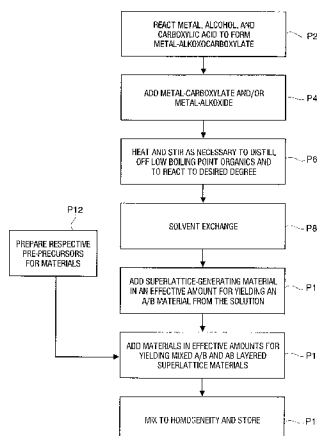 REACT METAL, ALCOHOL, AND
CARBOXYLIC ACID TO FORM
METAL-ALKOXOCARBOXYLATE
P2
ADD METAL-CARBOXYLATE AND/OR
METAL-ALKOXIDE
P4
HEAT AND STIR AS NECESSARY TO DISTILL
OFF LOW BOILING POINT ORGANICS AND
TO REACT TO DESIRED DEGREE
P6
P12
SOLVENT EXCHANGE
P8
PREPARE RESPECTIVE
PRE-PRECURSORS
FOR MATERIALS
ADD SUPERLATTICE-GENERATING MATERIAL
IN AN EFFECTIVE AMOUNT FOR YIELDING AN
A/B MATERIAL FROM THE SOLUTION
P1
ADD MATERIALS IN EFFECTIVE AMOUNTS FOR
YIELDING MIXED A/B AND AB LAYERED
SUPERLATTICE MATERIALS
P1
MIX TO HOMOGENEITY AND STORE
P1